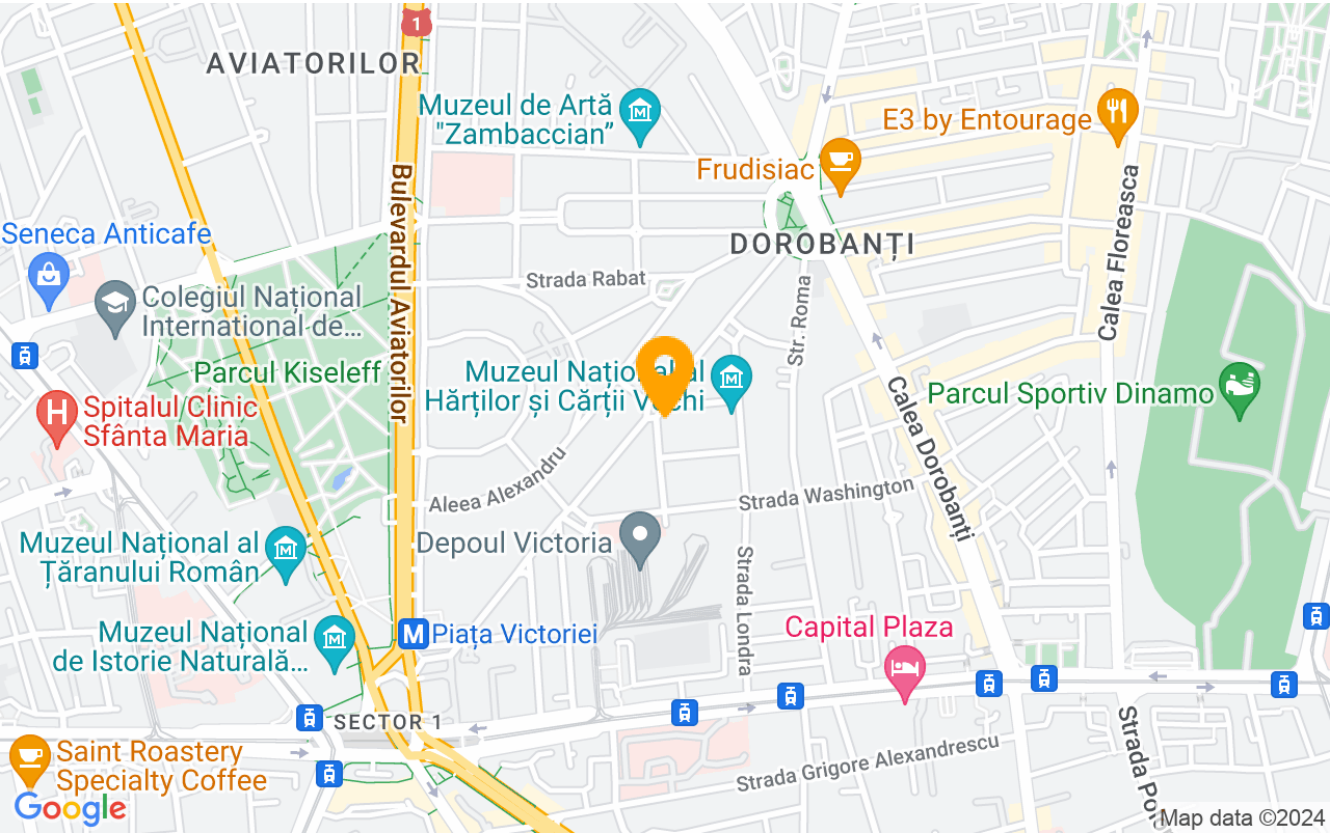 1
AVIATORILOR
Muzeul de Artă
"Zambaccian”
E3 by Entourage
Frudisiac
Bulevardul Aviatorilor
Calea Floreasca
Seneca Anticafe
DOROBANȚI
Strada Rabat
Str. Roma
Colegiul Național
International de...
Parcul Kiseleff
Muzeul Național al
Hărților și Cărții Vechi
Parcul Sportiv Dinamo
H
Spitalul Clinic
Sfânta Maria
Calea Dorobanți
Aleea Alexandru
Strada Washington
Muzeul Național al
Țăranului Român
Depoul Victoria
Strada Londra
Muzeul Național
de Istorie Naturală...
M
Piața Victoriei
Capital Plaza
SECTOR 1
Strada Grigore Alexandrescu
Strada Po
Saint Roastery
Specialty Coffee
Google
Map data ©2024